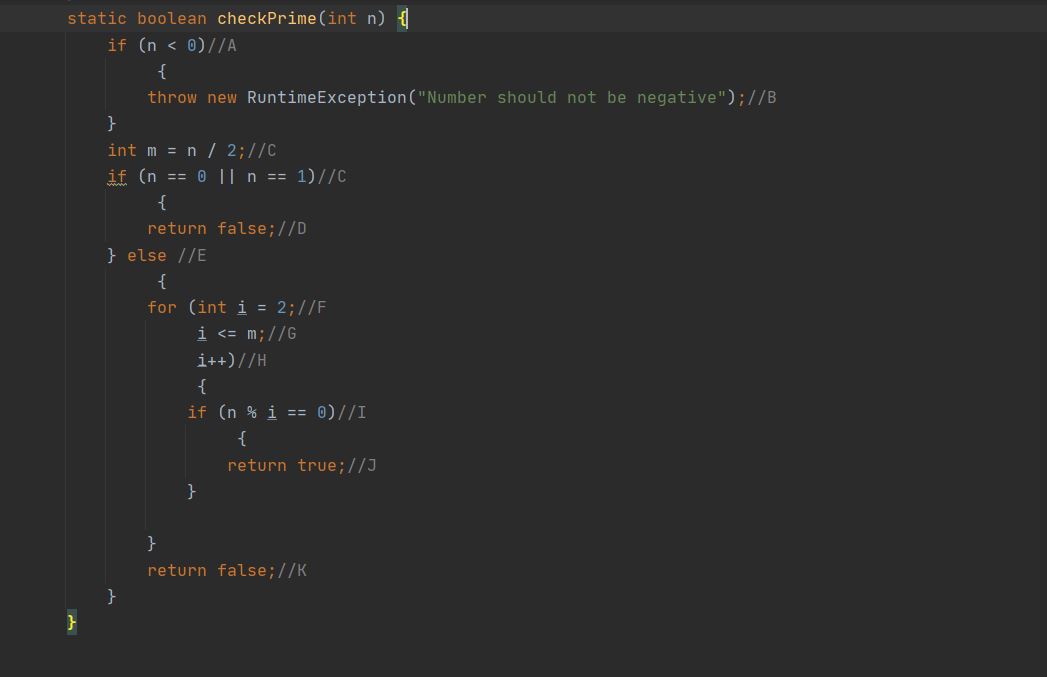 static boolean checkPrime(int n) {
if (n < 0)//A
{
throw new RuntimeException("Number should not be negative");//B
}
int m = n / 2;//C
if (n == 0 || n == 1)//C
{
return false;//D
} else //E
{
for (int i = 2;//F
i <= m;//G
i++)//H
{
if (n % i == 0)//I
{
return true;//J
}
}
return false;//K
}
}